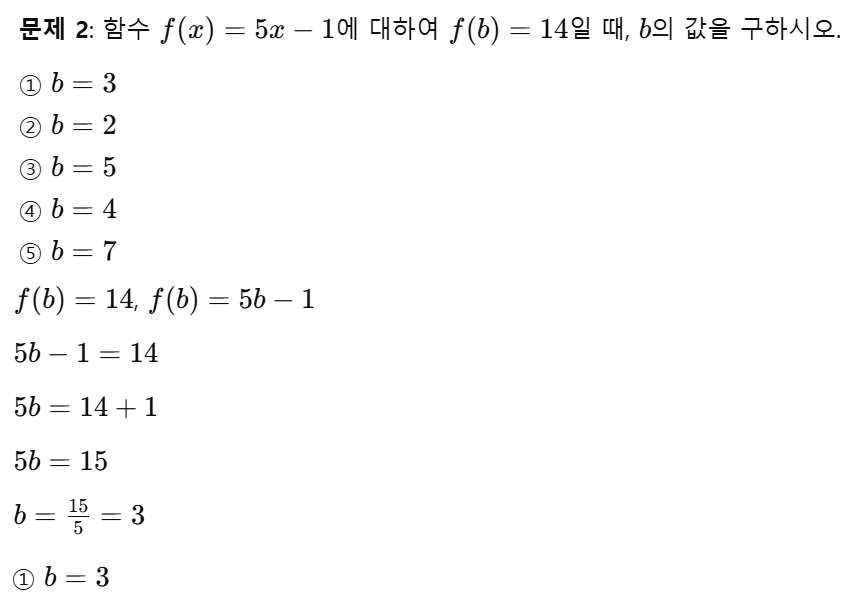 문제 2: 함수 f(x) = 5x − 1에 대하여 f(b) = 14일 때, b의 값을 구하시오.
① b = 3
② b = 2
③ b = 5
④ b = 4
⑤ b = 7
f(b) = 14, f(b) = 5b − 1
5b − 1 = 14
5b = 14 + 1
5b = 15
b = 15/5 = 3
① b = 3